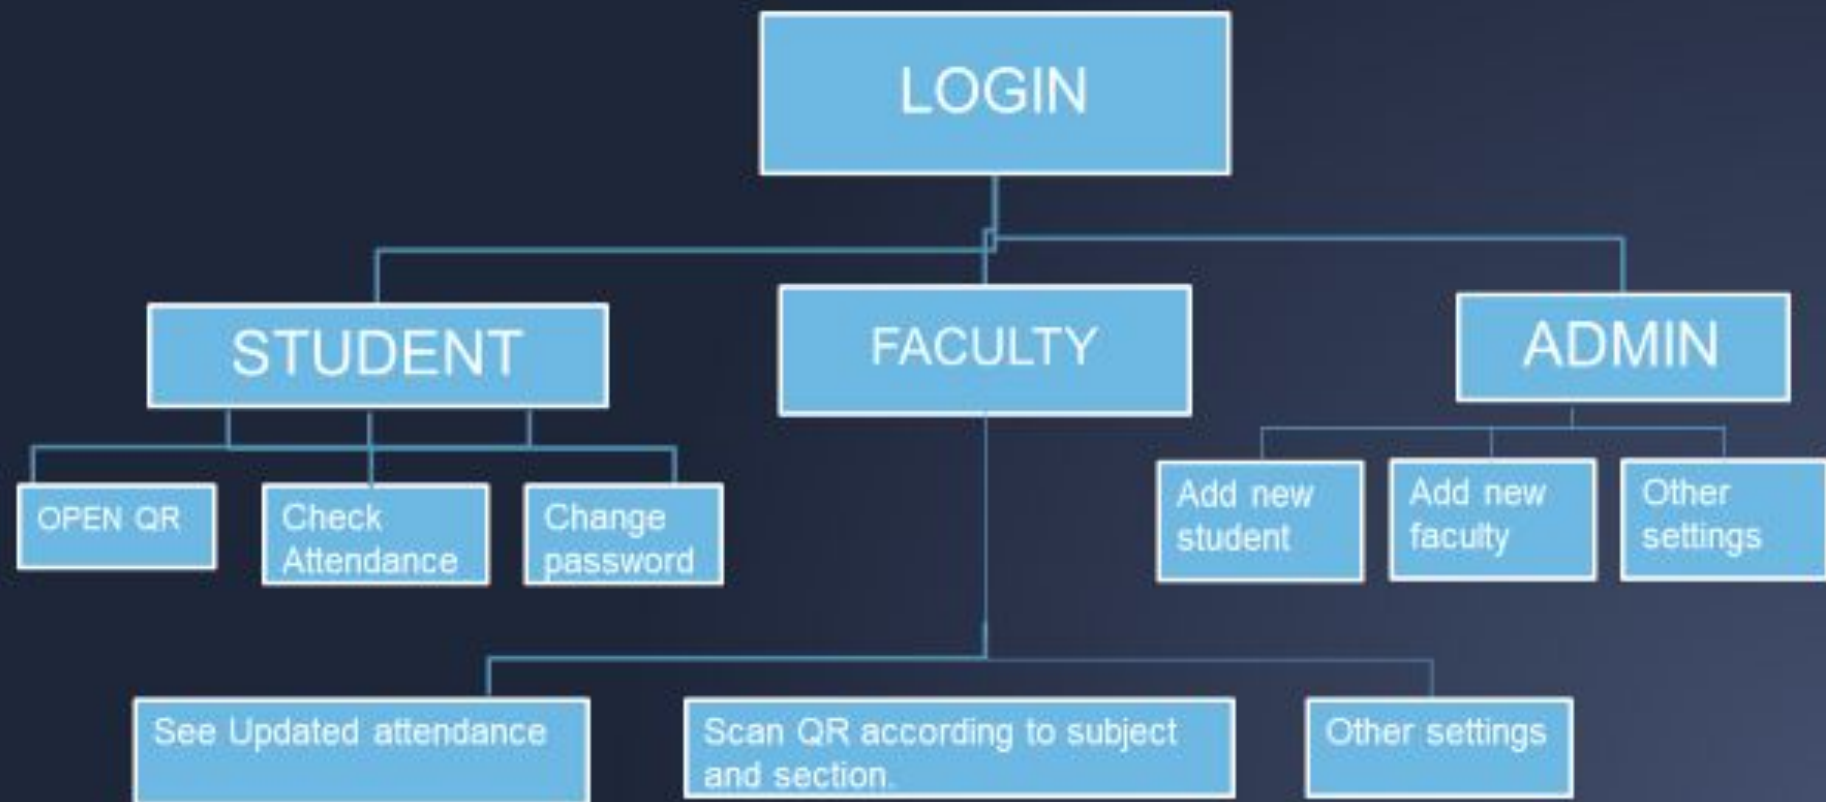 LOGIN
STUDENT
FACULTY
ADMIN
OPEN QR
Check
Attendance
Change
password
Add new
student
Add new
faculty
Other
settings
See Updated attendance
Scan QR according to subject
and section.
Other settings